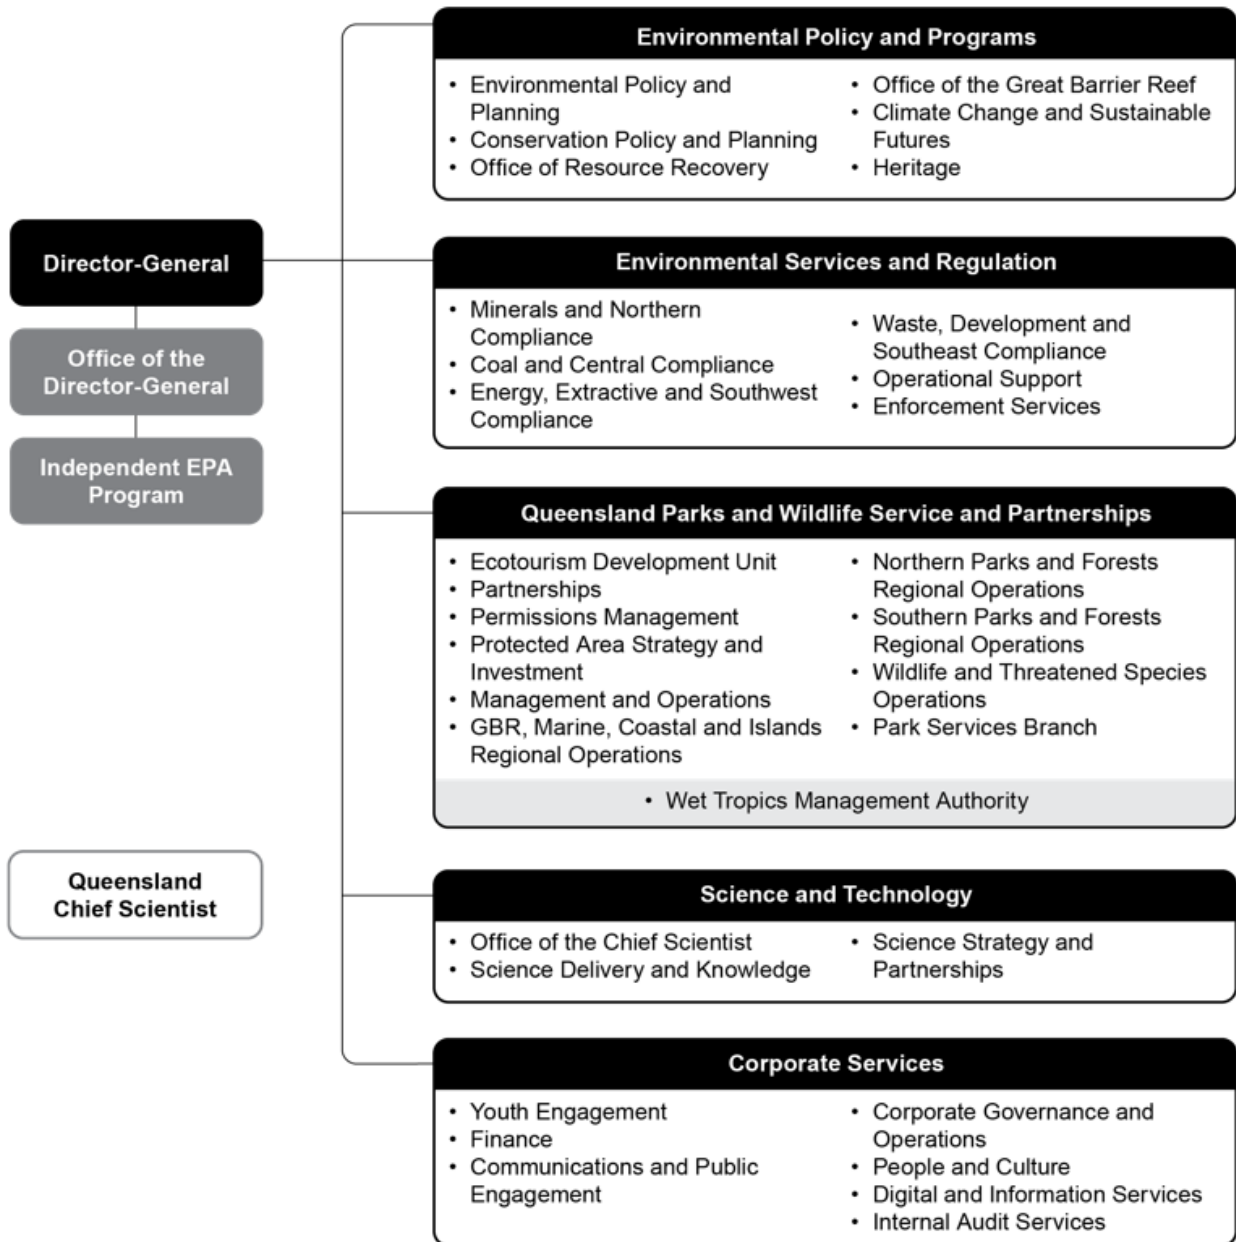 Environmental Policy and Programs
• Environmental Policy and
Planning
• Conservation Policy and Planning
• Office of Resource Recovery
• Office of the Great Barrier Reef
• Climate Change and Sustainable
Futures
• Heritage
Director-General
Office of the
Director-General
Independent EPA
Program
Environmental Services and Regulation
• Minerals and Northern
Compliance
• Coal and Central Compliance
• Energy, Extractive and Southwest
Compliance
• Waste, Development and
Southeast Compliance
• Operational Support
• Enforcement Services
Queensland Parks and Wildlife Service and Partnerships
• Ecotourism Development Unit
• Partnerships
• Permissions Management
• Protected Area Strategy and
Investment
• Management and Operations
• GBR, Marine, Coastal and Islands
Regional Operations
• Northern Parks and Forests
Regional Operations
• Southern Parks and Forests
Regional Operations
• Wildlife and Threatened Species
Operations
• Park Services Branch
• Wet Tropics Management Authority
Queensland
Chief Scientist
Science and Technology
• Office of the Chief Scientist
• Science Delivery and Knowledge
• Science Strategy and
Partnerships
Corporate Services
• Youth Engagement
• Finance
• Communications and Public
Engagement
• Corporate Governance and
Operations
• People and Culture
• Digital and Information Services
• Internal Audit Services